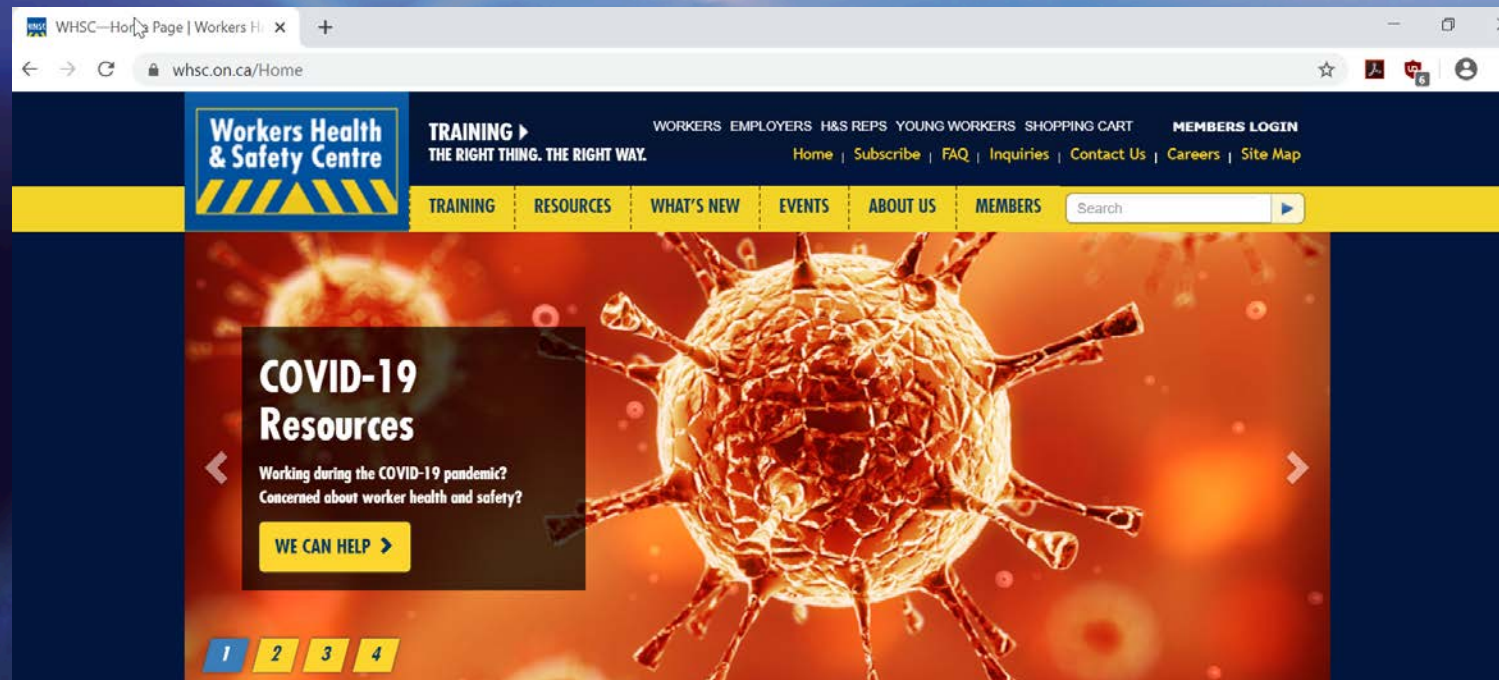 WHSC—Home Page | Workers H
whsc.on.ca/Home
6
WHSC
Workers Health
& Safety Centre
TRAINING
THE RIGHT THING. THE RIGHT WAY.
WORKERS EMPLOYERS H&S REPS YOUNG WORKERS SHOPPING CART MEMBERS LOGIN
Home | Subscribe | FAQ | Inquiries | Contact Us | Careers | Site Map
TRAINING RESOURCES WHAT'S NEW EVENTS ABOUT US MEMBERS Search
COVID-19
Resources
Working during the COVID-19 pandemic?
Concerned about worker health and safety?
WE CAN HELP
1 2 3 4